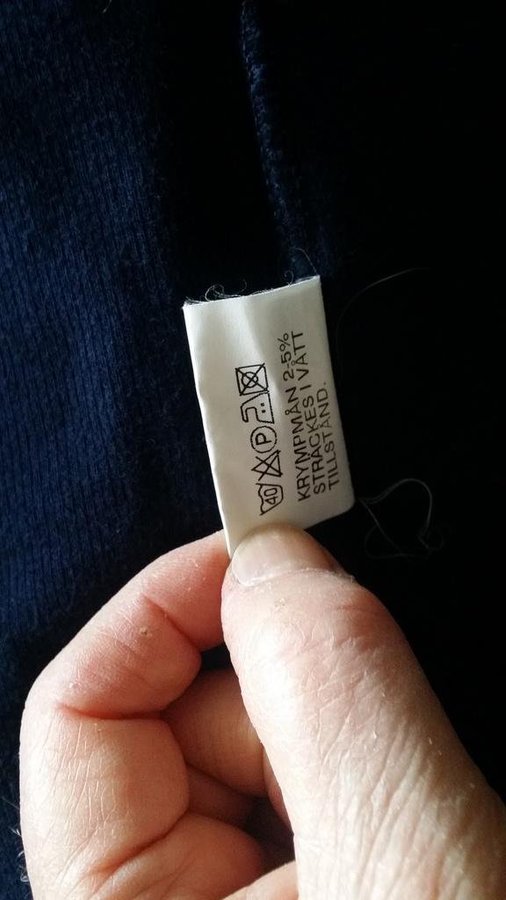 40 P
KRYMPMÅN 2-5%
STRÄCKES I VÅTT
TILLSTÅND.